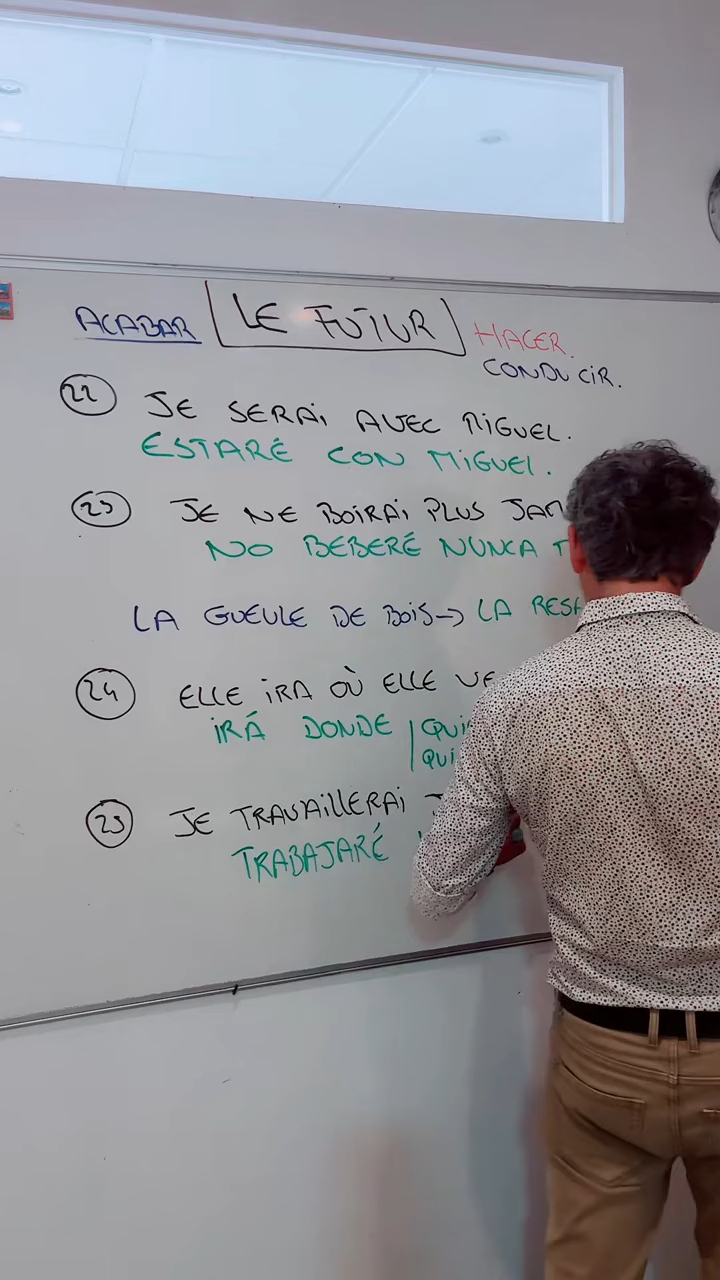 ACABAR LE FUTUR HACER.
CONDUCIR.
22 JE SERAI AVEC MIGUEL.
ESTARÉ CON MIGUEL.
23 JE NE BOIRAI PLUS
NO BEBERÉ NUNCA
LA GUEULE DE BOIS → LA
24 ELLE IRA OÙ ELLE
IRÁ DONDE
25 JE TRAVAILLERAI
TRABAJARÉ